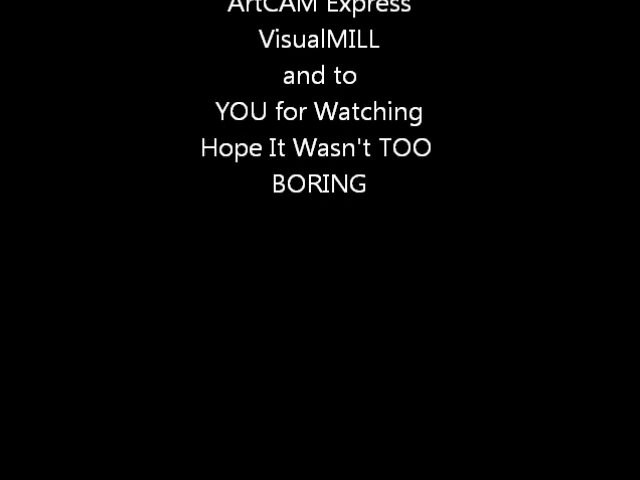 ArtCAM Express
VisualMILL
and to
YOU for Watching
Hope It Wasn't TOO
BORING